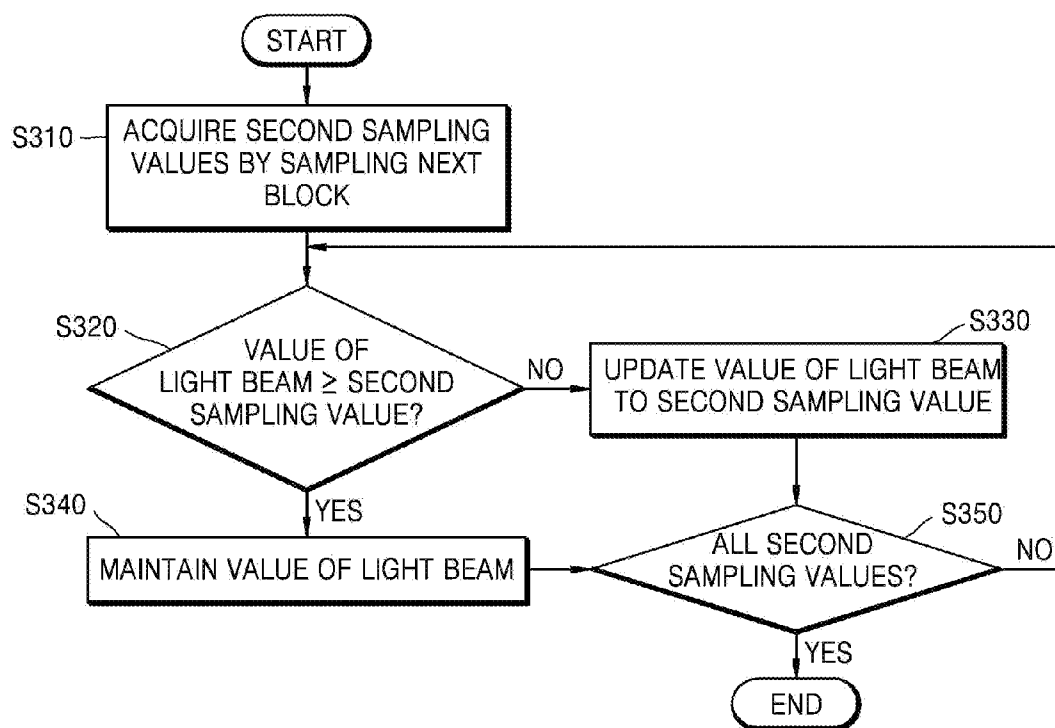 START
S310
ACQUIRE SECOND SAMPLING
VALUES BY SAMPLING NEXT
BLOCK
S320
VALUE OF
LIGHT BEAM ≥ SECOND
SAMPLING VALUE?
NO
S330
UPDATE VALUE OF LIGHT BEAM
TO SECOND SAMPLING VALUE
YES
S340
MAINTAIN VALUE OF LIGHT BEAM
S350
ALL SECOND
SAMPLING VALUES?
NO
YES
END